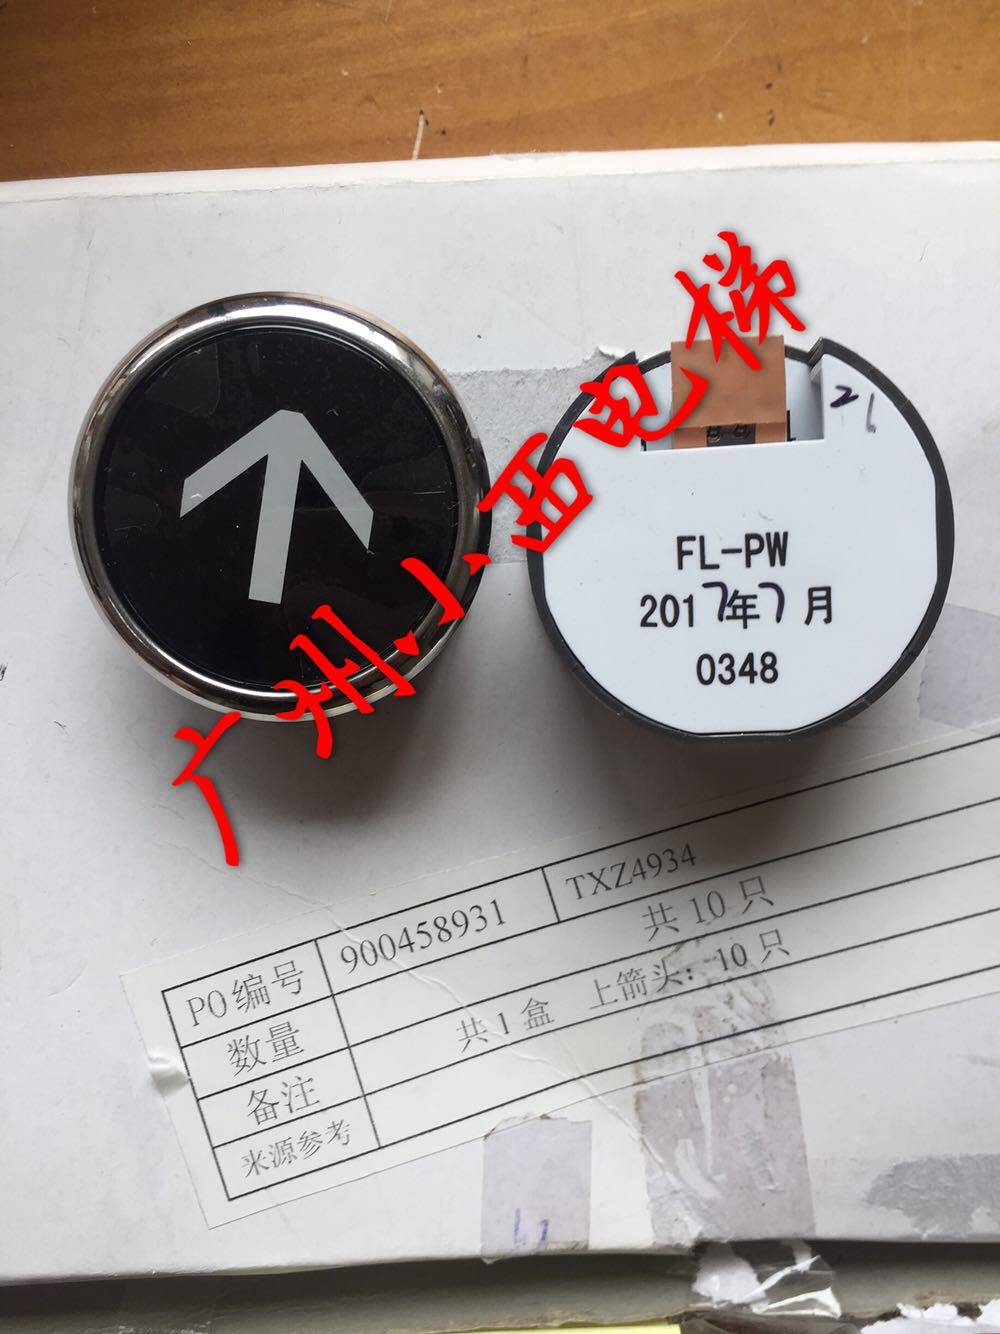 广州小西电梯
FL-PW
2017年7月
0348
PO编号 900458931 TXZ4934
数量 共10只
备注 共1盒 上箭头：10只
来源参考